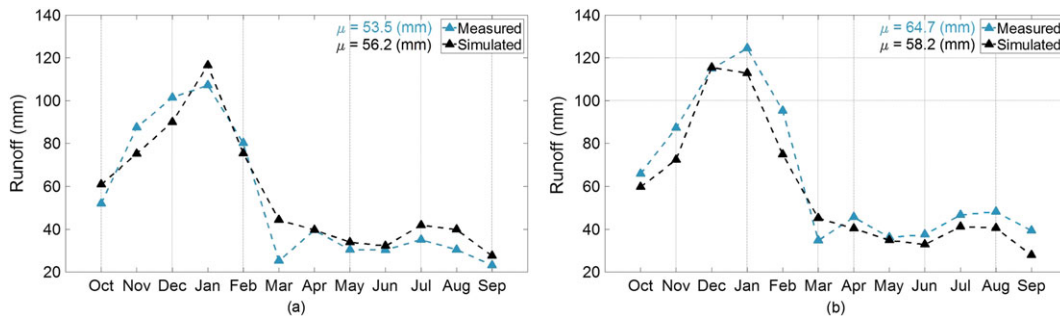 140
120
100
80
60
40
20
Runoff (mm)
μ = 53.5 (mm)
μ = 56.2 (mm)
Measured
Simulated
Oct Nov Dec Jan Feb Mar Apr May Jun Jul Aug Sep
(a)
140
120
100
80
60
40
20
Runoff (mm)
μ = 64.7 (mm)
μ = 58.2 (mm)
Measured
Simulated
Oct Nov Dec Jan Feb Mar Apr May Jun Jul Aug Sep
(b)